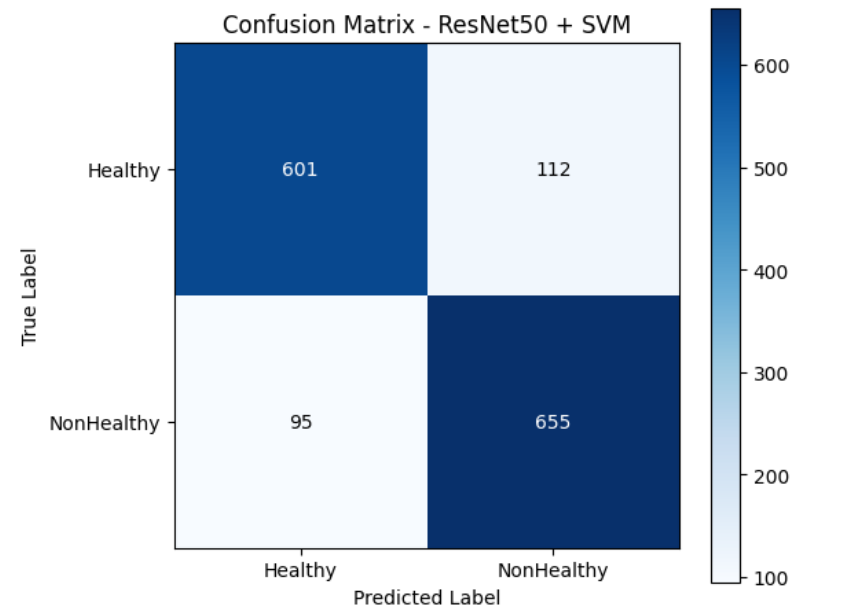 Confusion Matrix - ResNet50 + SVM
True Label
Healthy
601
112
NonHealthy
95
655
Healthy
NonHealthy
Predicted Label
600
500
400
300
200
100